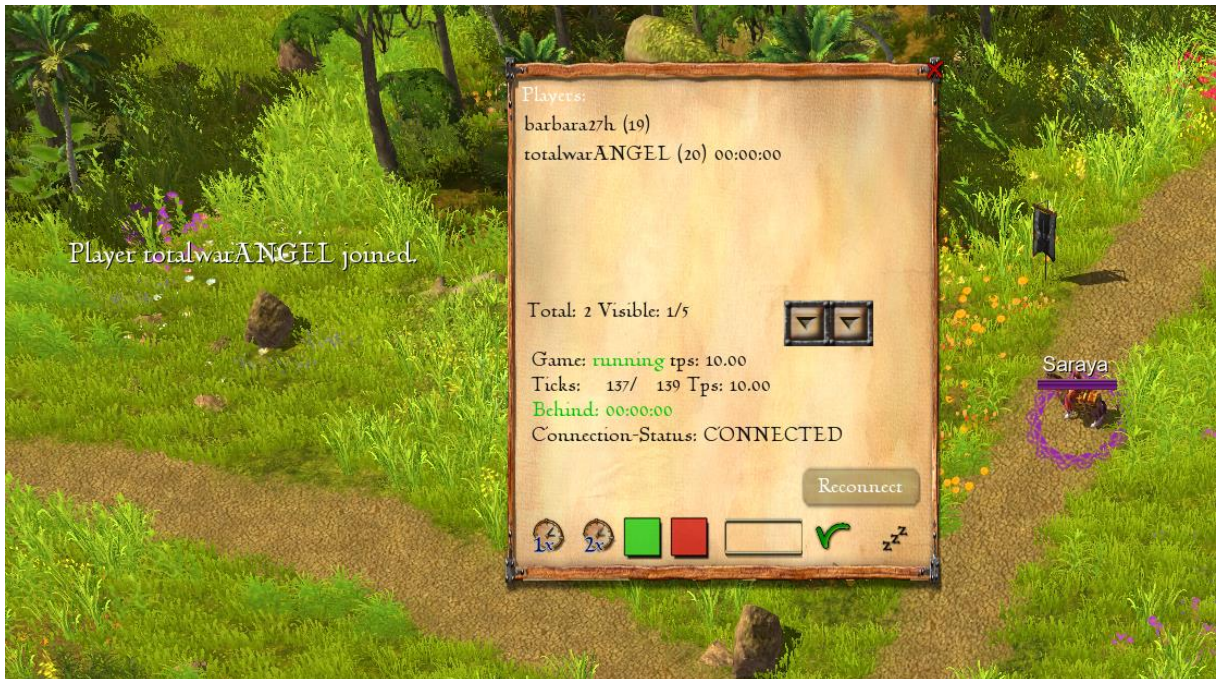 Players:
barbara27h (19)
totalwarANGEL (20) 00:00:00
Player totalwarANGEL joined.
Total: 2 Visible: 1/5
Game: running tps: 10.00
Ticks: 137/ 139 Tps: 10.00
Behind: 00:00:00
Connection-Status: CONNECTED
Saraya
Reconnect
1x
2x
zzz